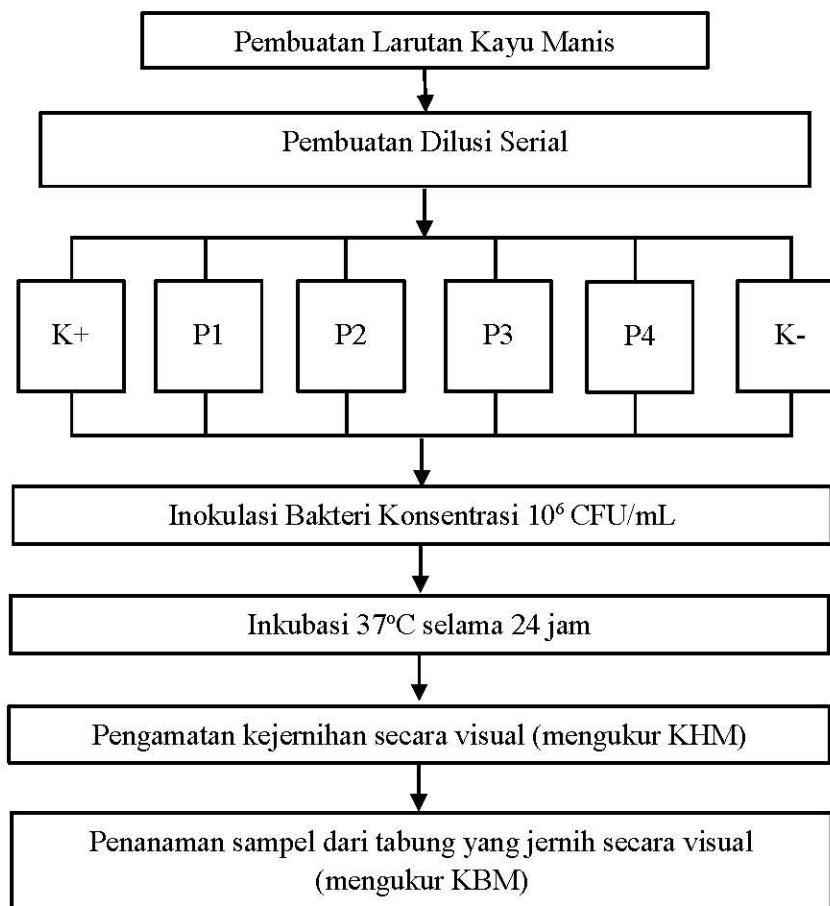 Pembuatan Larutan Kayu Manis
Pembuatan Dilusi Serial
K+
P1
P2
P3
P4
K-
Inokulasi Bakteri Konsentrasi 10⁶ CFU/mL
Inkubasi 37ºC selama 24 jam
Pengamatan kejernihan secara visual (mengukur KHM)
Penanaman sampel dari tabung yang jernih secara visual
(mengukur KBM)